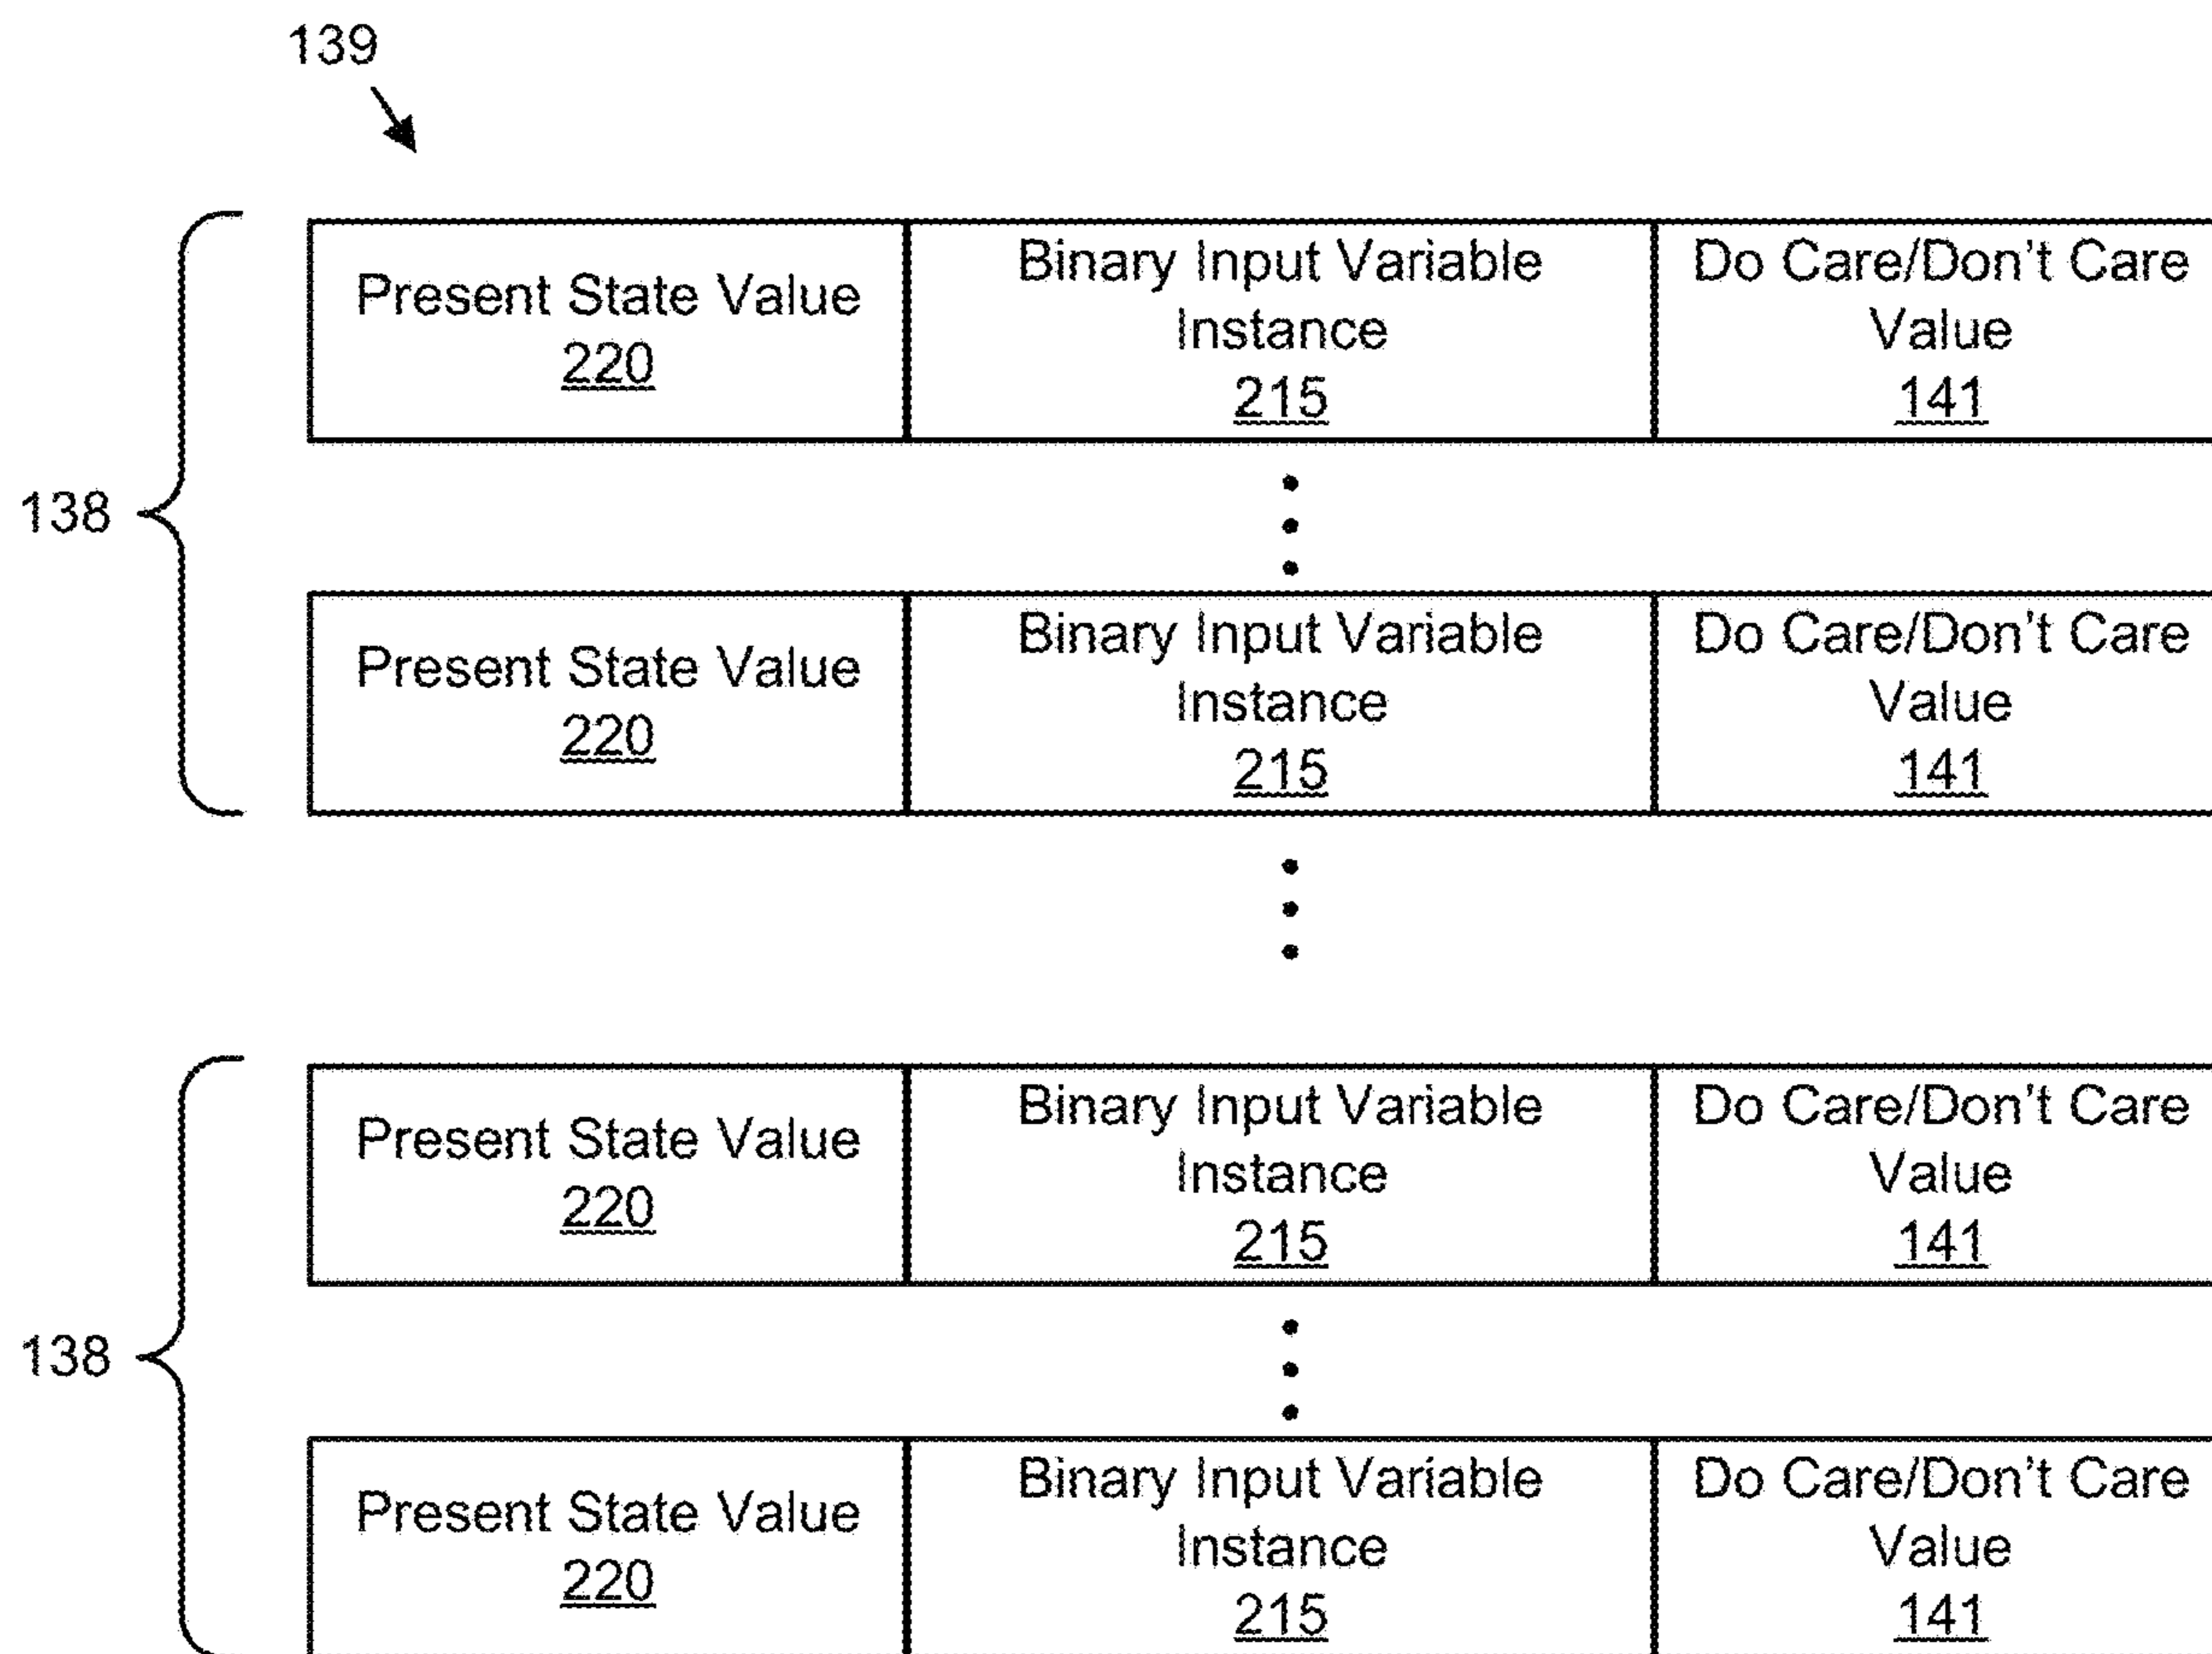 139
Present State Value
220
Binary Input Variable
Instance
215
Do Care/Don't Care
Value
141
138
Present State Value
220
Binary Input Variable
Instance
215
Do Care/Don't Care
Value
141
Present State Value
220
Binary Input Variable
Instance
215
Do Care/Don't Care
Value
141
138
Present State Value
220
Binary Input Variable
Instance
215
Do Care/Don't Care
Value
141